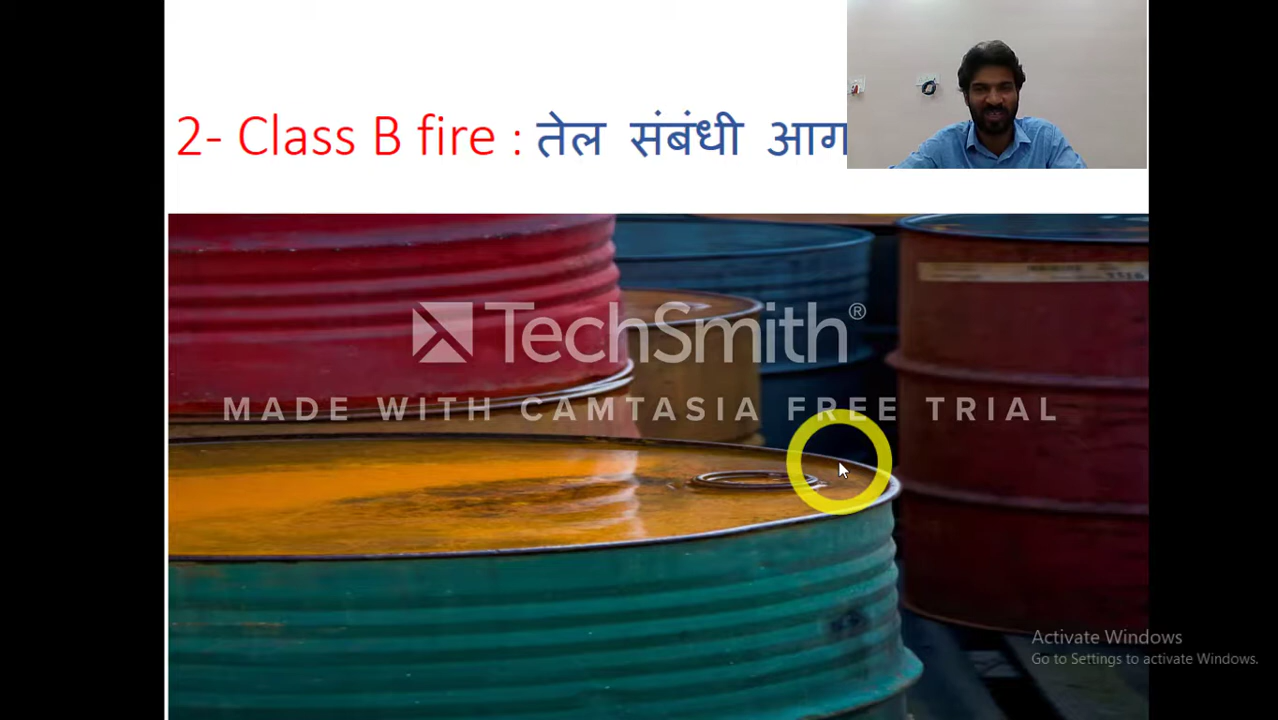 2- Class B fire : तेल संबंधी आग
TechSmith®
MADE WITH CAMTASIA FREE TRIAL
Activate Windows
Go to Settings to activate Windows.